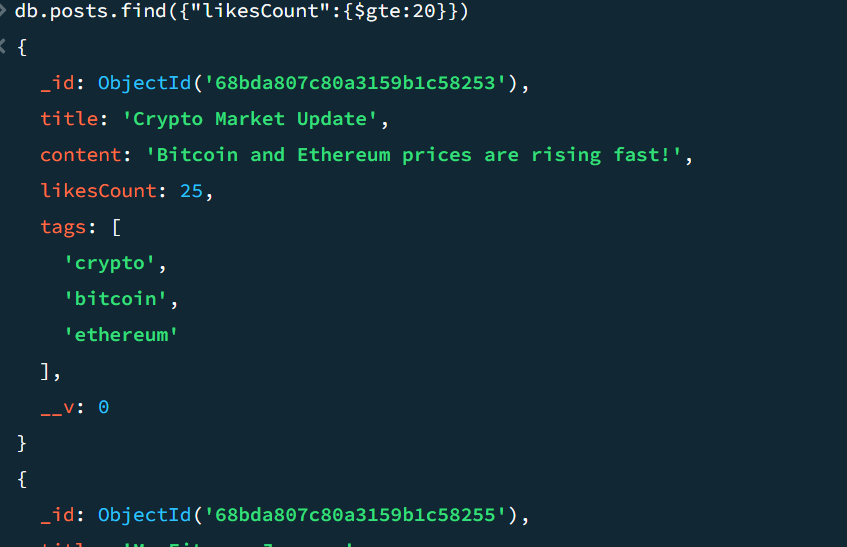 db.posts.find({"likesCount":{$gte:20}})
{
_id: ObjectId('68bda807c80a3159b1c58253'),
title: 'Crypto Market Update',
content: 'Bitcoin and Ethereum prices are rising fast!',
likesCount: 25,
tags: [
'crypto',
'bitcoin',
'ethereum'
],
__v: 0
}
{
_id: ObjectId('68bda807c80a3159b1c58255'),